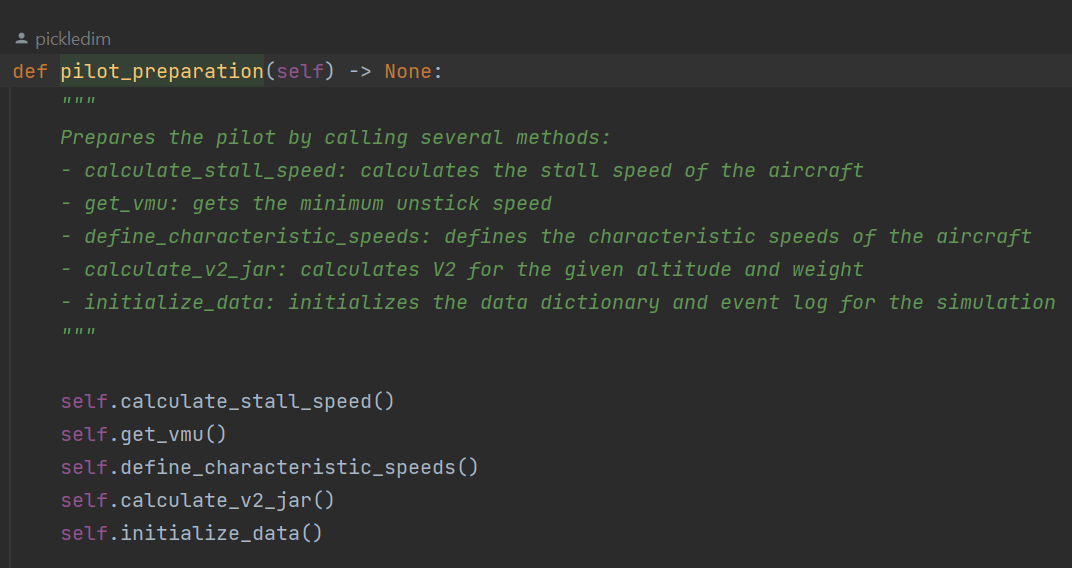 pickledim
def pilot_preparation(self) -> None:
"""
Prepares the pilot by calling several methods:
- calculate_stall_speed: calculates the stall speed of the aircraft
- get_vmu: gets the minimum unstick speed
- define_characteristic_speeds: defines the characteristic speeds of the aircraft
- calculate_v2_jar: calculates V2 for the given altitude and weight
- initialize_data: initializes the data dictionary and event log for the simulation
"""
self.calculate_stall_speed()
self.get_vmu()
self.define_characteristic_speeds()
self.calculate_v2_jar()
self.initialize_data()